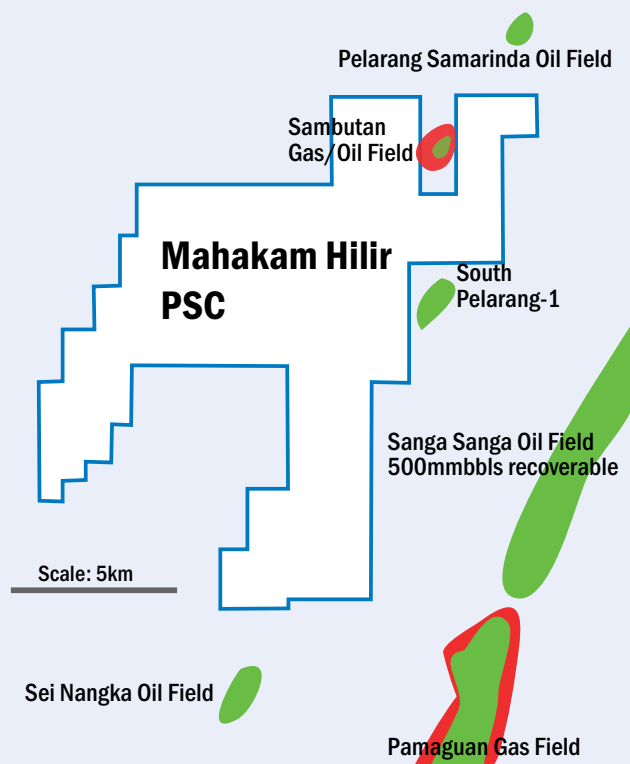 Pelarang Samarinda Oil Field
Sambutan
Gas/Oil Field
Mahakam Hilir
PSC
South
Pelarang-1
Sanga Sanga Oil Field
500mmbbls recoverable
Scale: 5km
Sei Nangka Oil Field
Pamaguan Gas Field